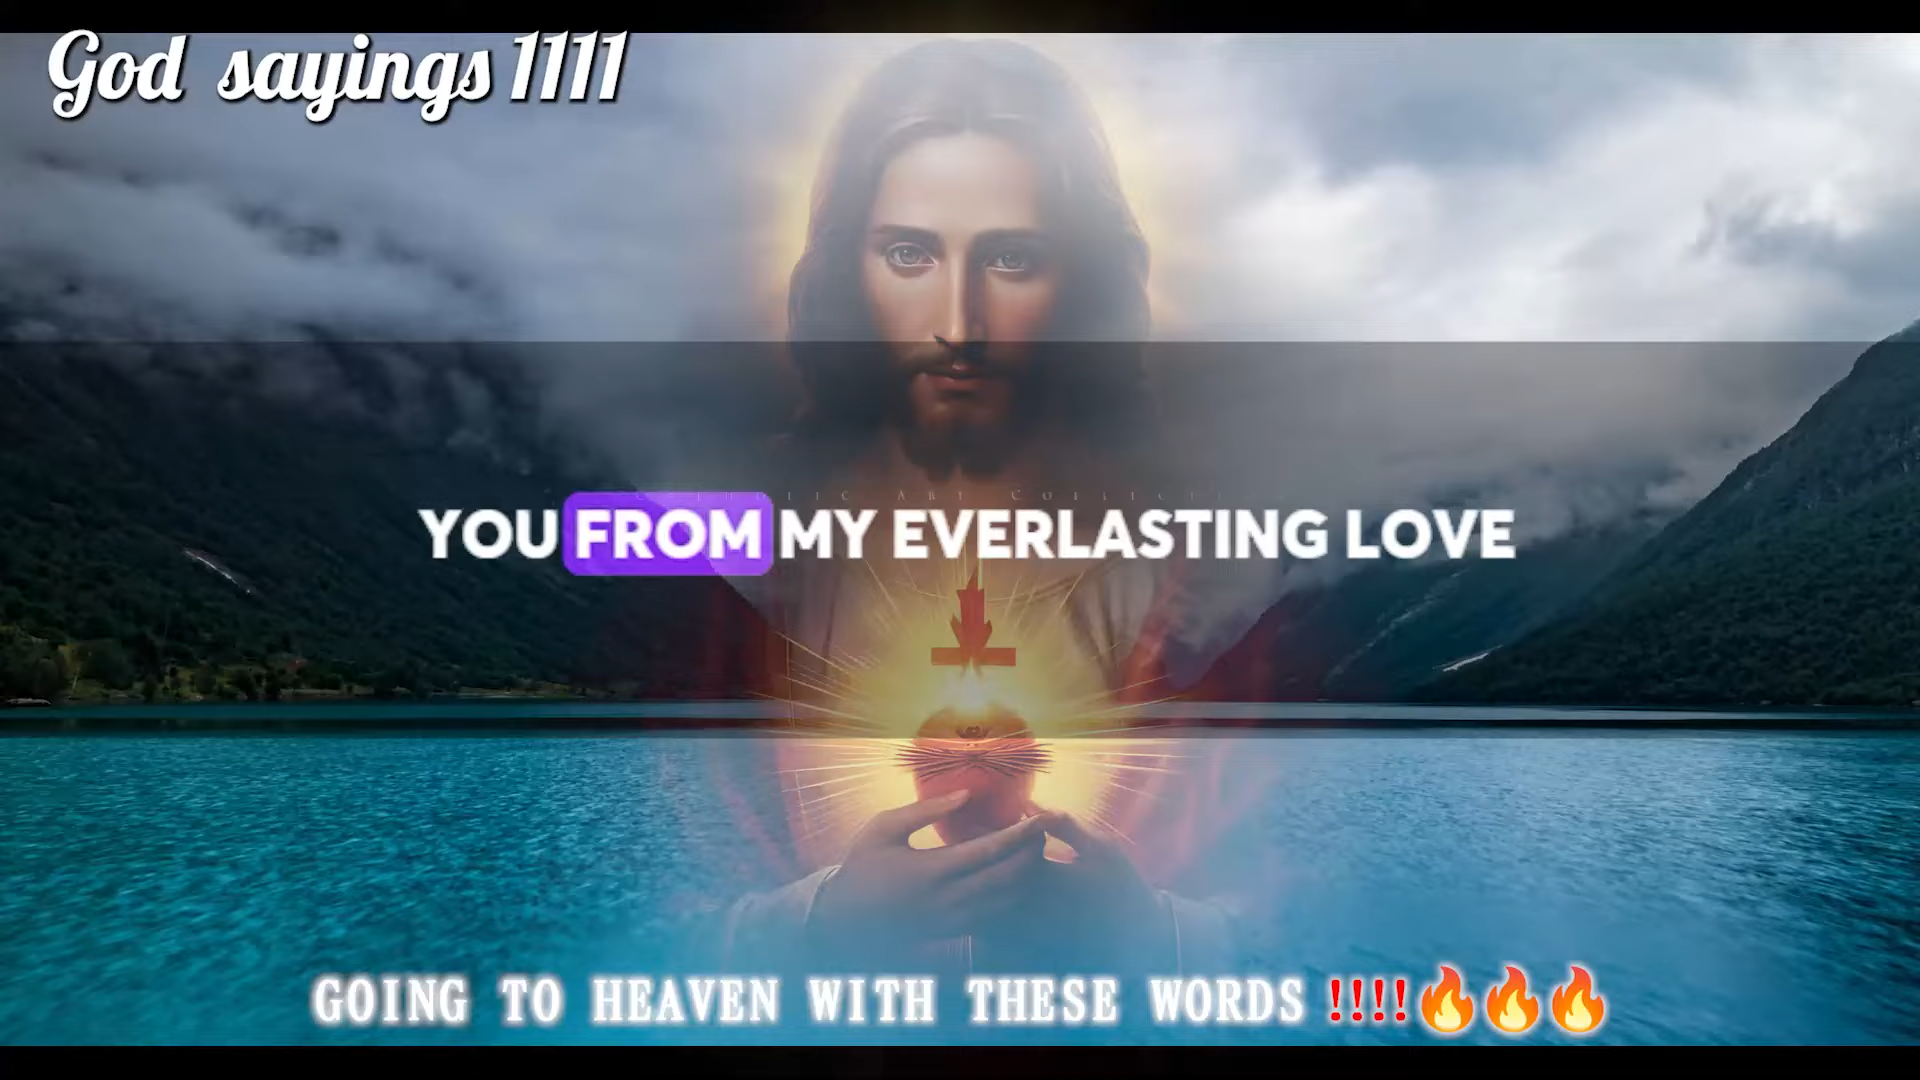 God sayings 1111
YOU FROM MY EVERLASTING LOVE
GOING TO HEAVEN WITH THESE WORDS !!!!🔥🔥🔥